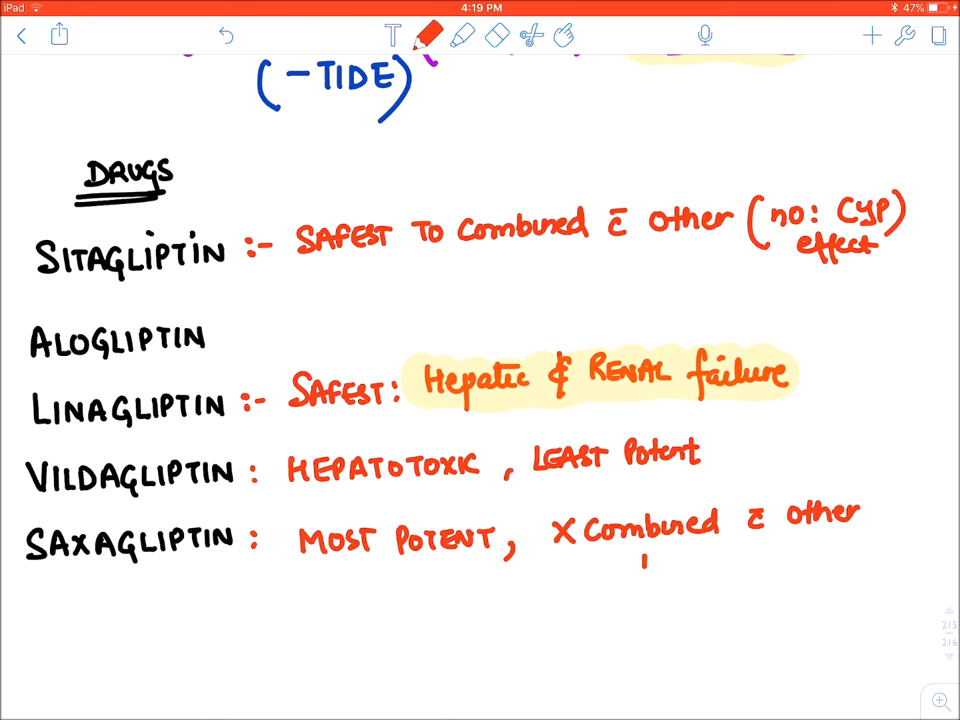 iPad 4:19 PM 47%
T
(-TIDE)
DRUGS
SITAGLIPTIN :- SAFEST TO Combined c̄ Other (no: CYP) effect
ALOGLIPTIN
LINAGLIPTIN :- SAFEST: Hepatic & RENAL failure
VILDAGLIPTIN : HEPATOTOXIC, LEAST Potent
SAXAGLIPTIN : MOST POTENT, X Combined c̄ other
215
216